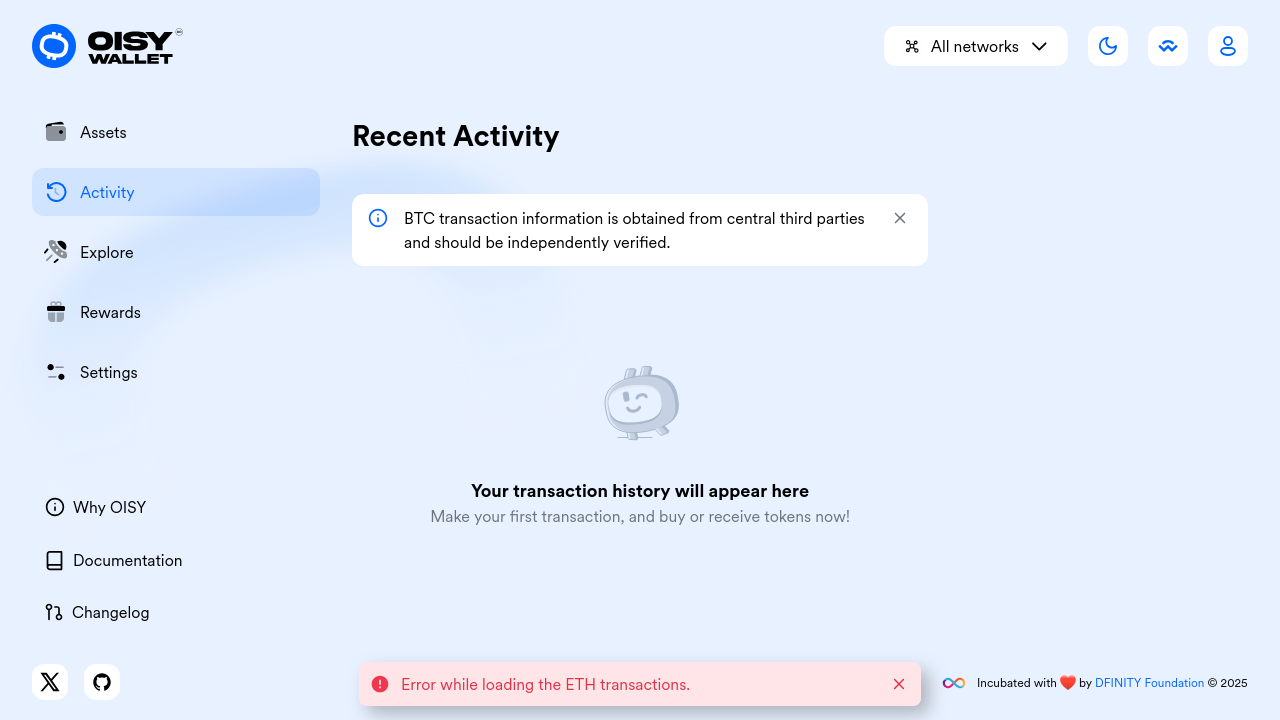 OISY
WALLET
All networks
Assets
Activity
Explore
Rewards
Settings
Why OISY
Documentation
Changelog
Recent Activity
BTC transaction information is obtained from central third parties
and should be independently verified.
Your transaction history will appear here
Make your first transaction, and buy or receive tokens now!
Error while loading the ETH transactions.
Incubated with ❤️ by DFINITY Foundation © 2025